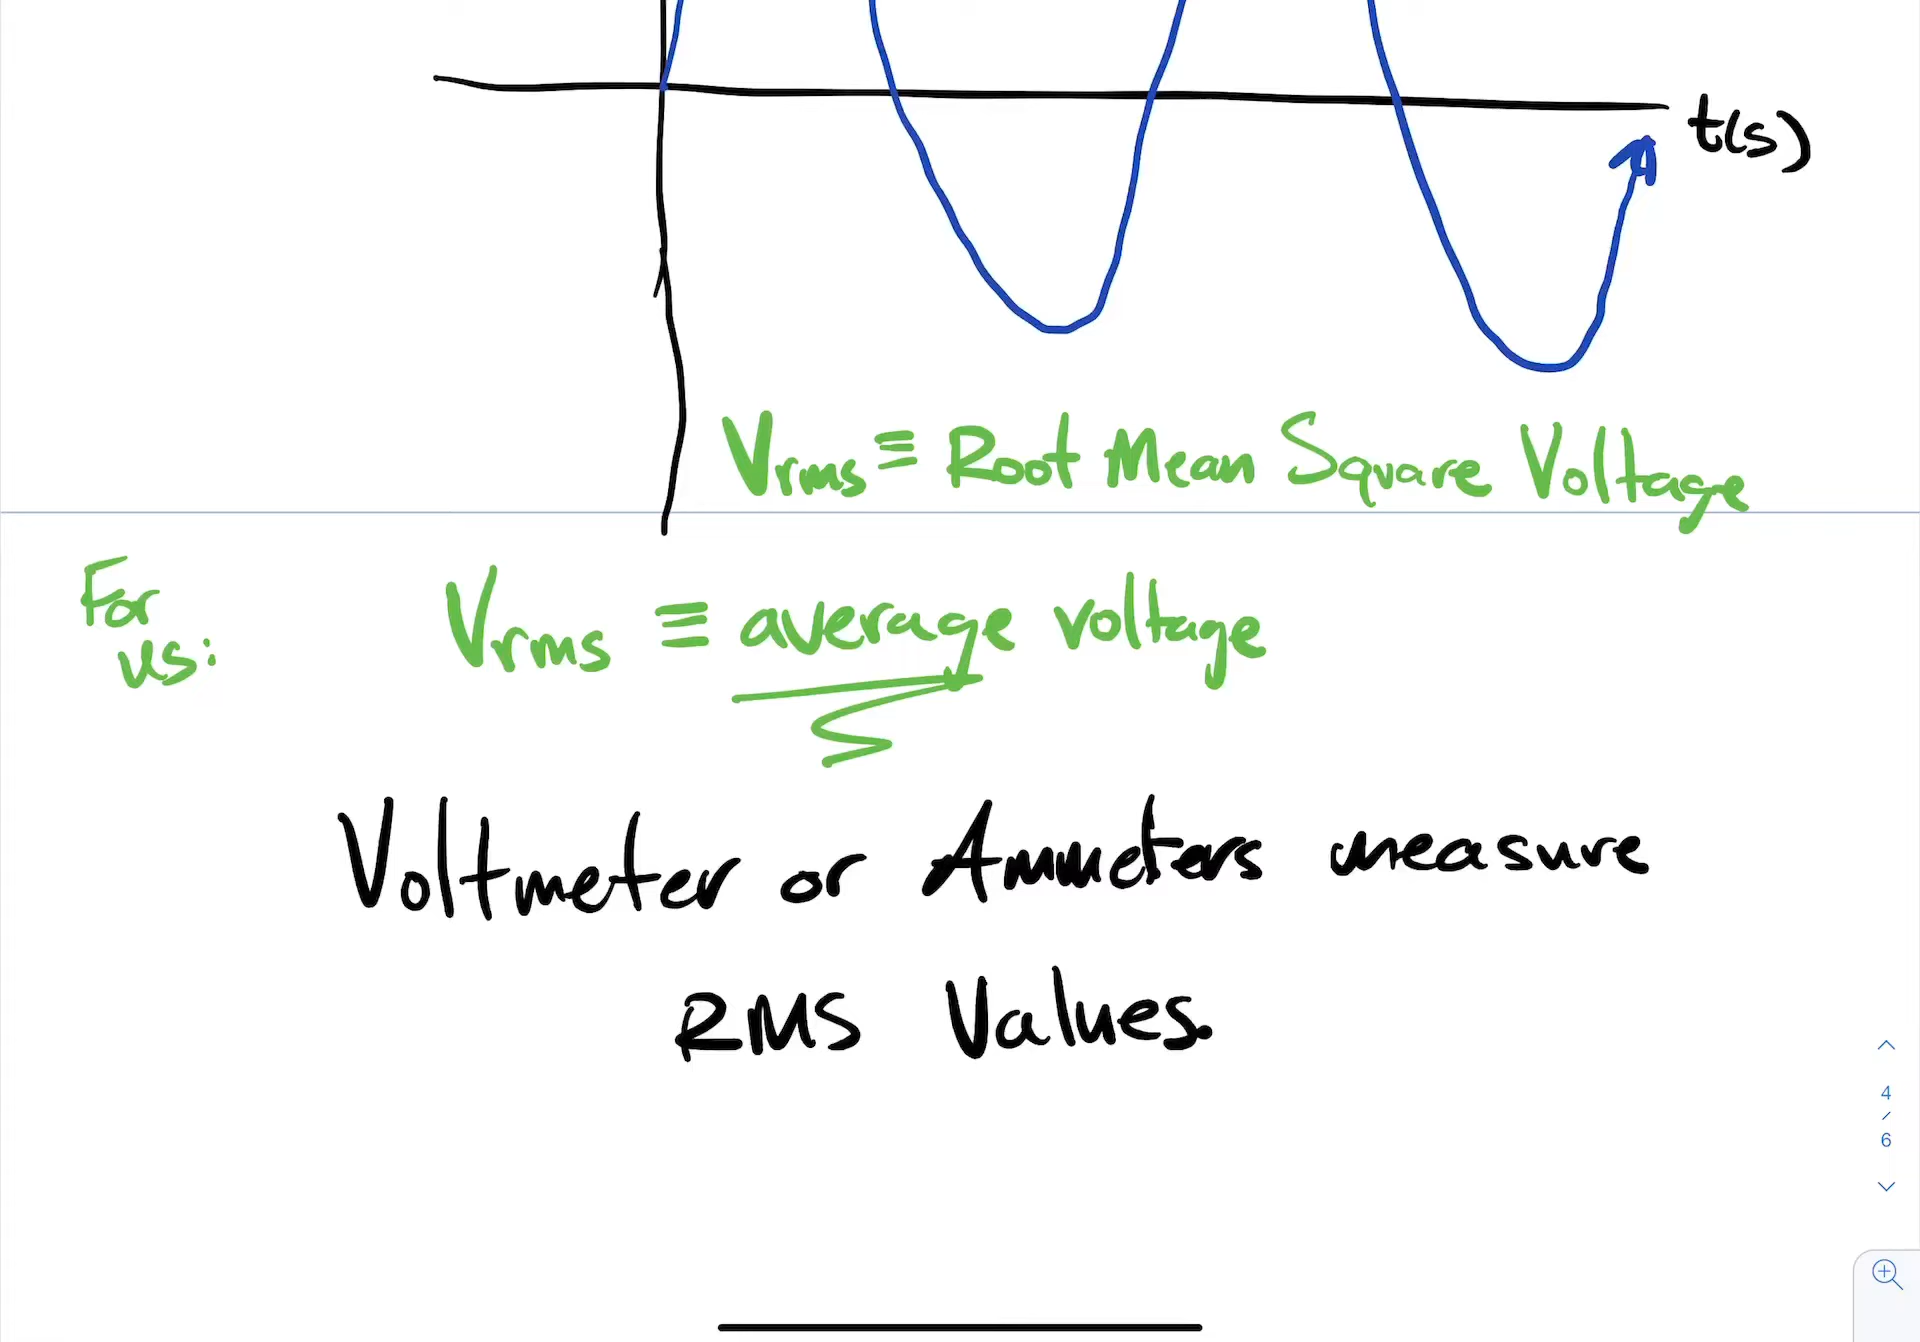 t(s)
Vrms ≡ Root Mean Square Voltage
For us:
Vrms ≡ average voltage
Voltmeter or Ammeters measure
RMS Values.
4
/
6